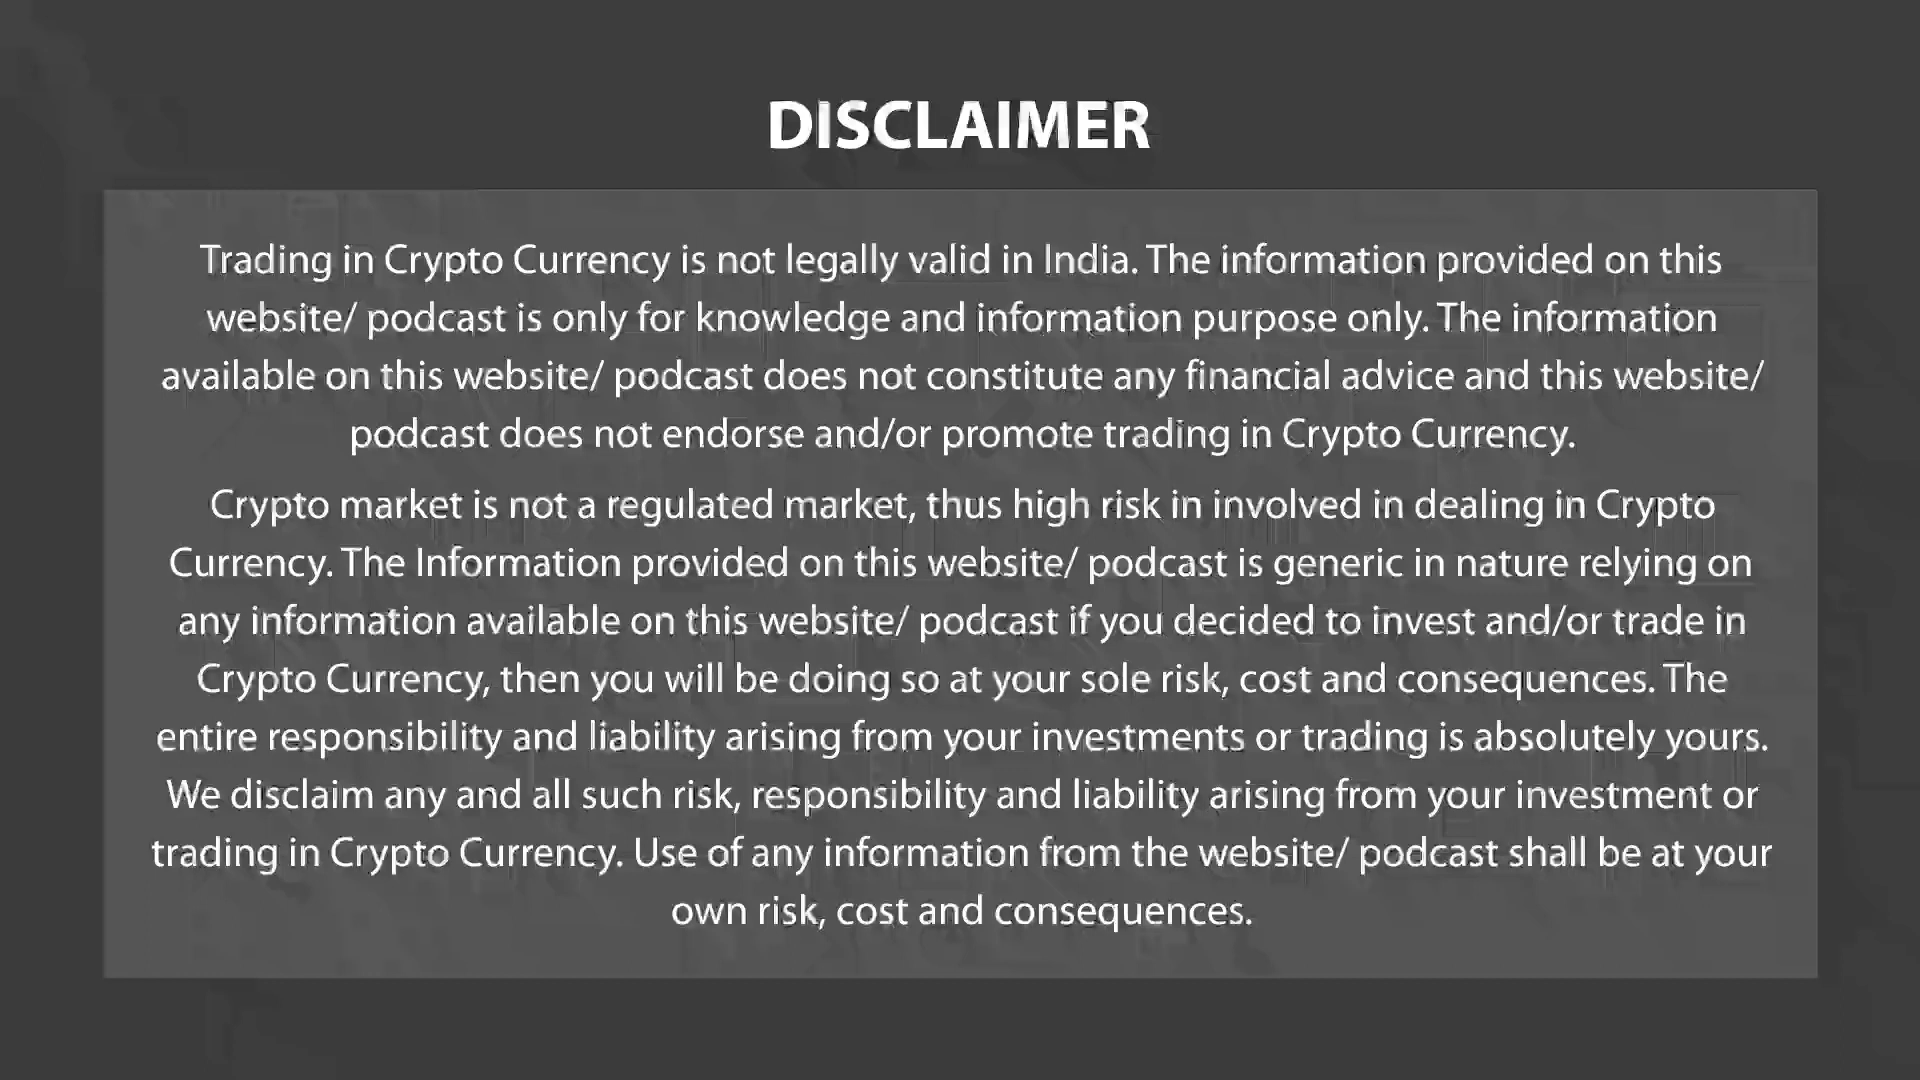 DISCLAIMER
Trading in Crypto Currency is not legally valid in India. The information provided on this
website/ podcast is only for knowledge and information purpose only. The information
available on this website/ podcast does not constitute any financial advice and this website/
podcast does not endorse and/or promote trading in Crypto Currency.
Crypto market is not a regulated market, thus high risk in involved in dealing in Crypto
Currency. The Information provided on this website/ podcast is generic in nature relying on
any information available on this website/ podcast if you decided to invest and/or trade in
Crypto Currency, then you will be doing so at your sole risk, cost and consequences. The
entire responsibility and liability arising from your investments or trading is absolutely yours.
We disclaim any and all such risk, responsibility and liability arising from your investment or
trading in Crypto Currency. Use of any information from the website/ podcast shall be at your
own risk, cost and consequences.